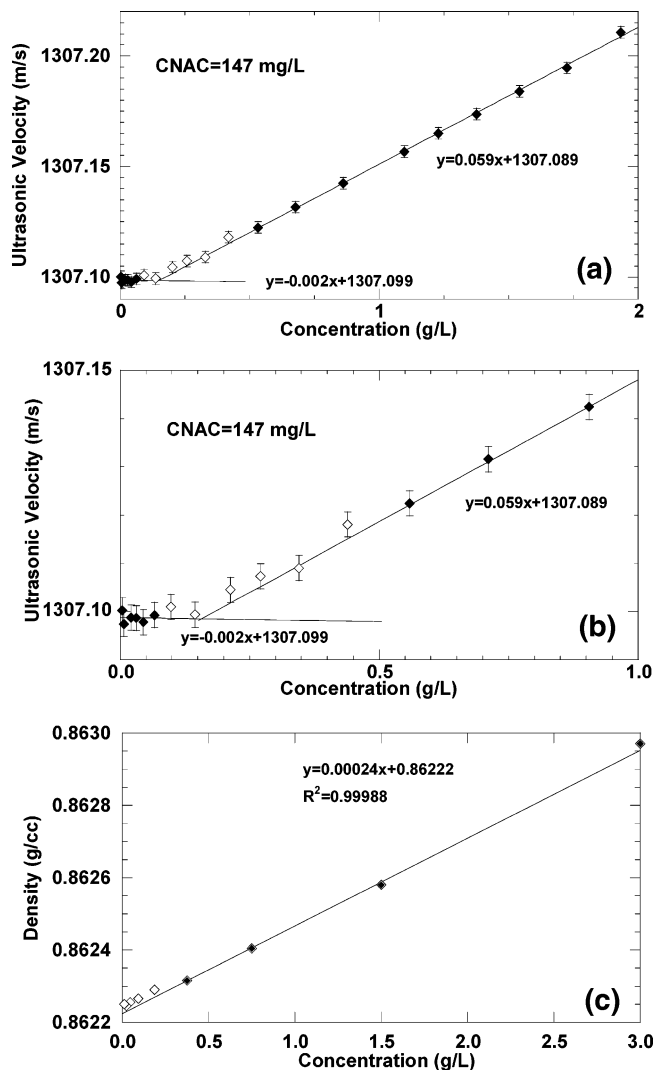 1307.20
CNAC=147 mg/L
1307.15
y=0.059x+1307.089
1307.10
y=-0.002x+1307.099
(a)
0
1
2
Ultrasonic Velocity (m/s)
Concentration (g/L)
1307.15
CNAC=147 mg/L
y=0.059x+1307.089
1307.10
y=-0.002x+1307.099
(b)
0.0
0.5
1.0
Ultrasonic Velocity (m/s)
Concentration (g/L)
0.8630
y=0.00024x+0.86222
R²=0.99988
0.8628
0.8626
0.8624
0.8622
(c)
0.0
0.5
1.0
1.5
2.0
2.5
3.0
Density (g/cc)
Concentration (g/L)